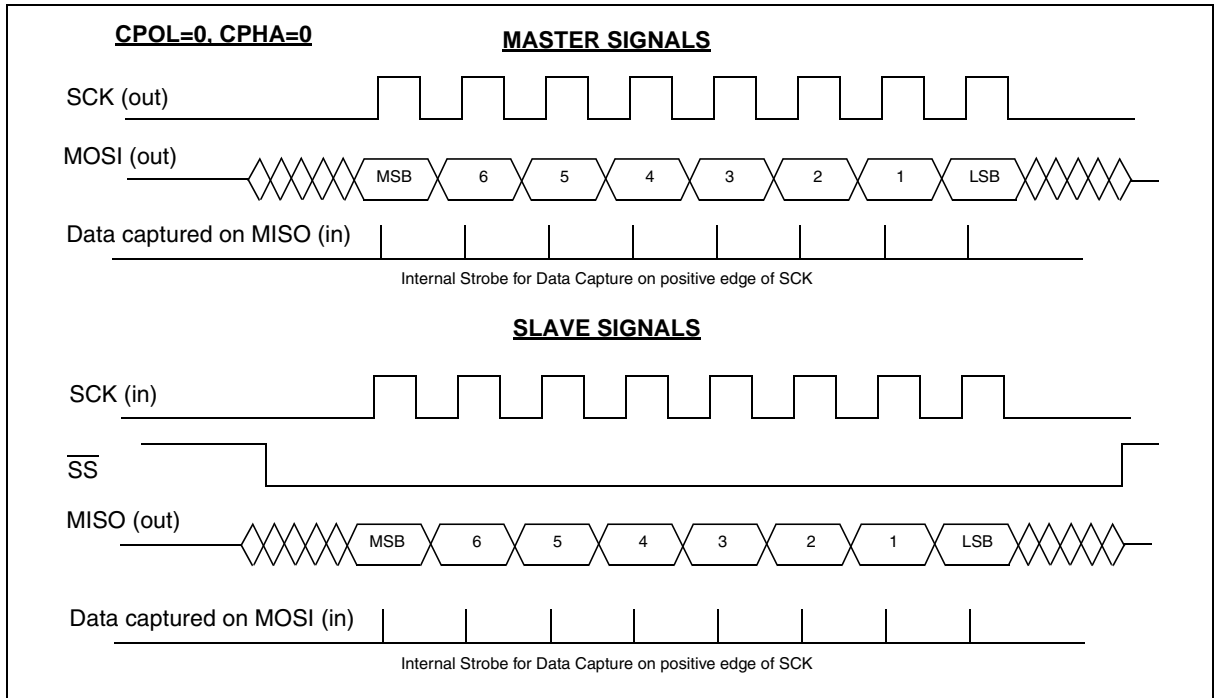 CPOL=0, CPHA=0
MASTER SIGNALS
SCK (out)
MOSI (out)
MSB 6 5 4 3 2 1 LSB
Data captured on MISO (in)
Internal Strobe for Data Capture on positive edge of SCK
SLAVE SIGNALS
SCK (in)
SS
MISO (out)
MSB 6 5 4 3 2 1 LSB
Data captured on MOSI (in)
Internal Strobe for Data Capture on positive edge of SCK